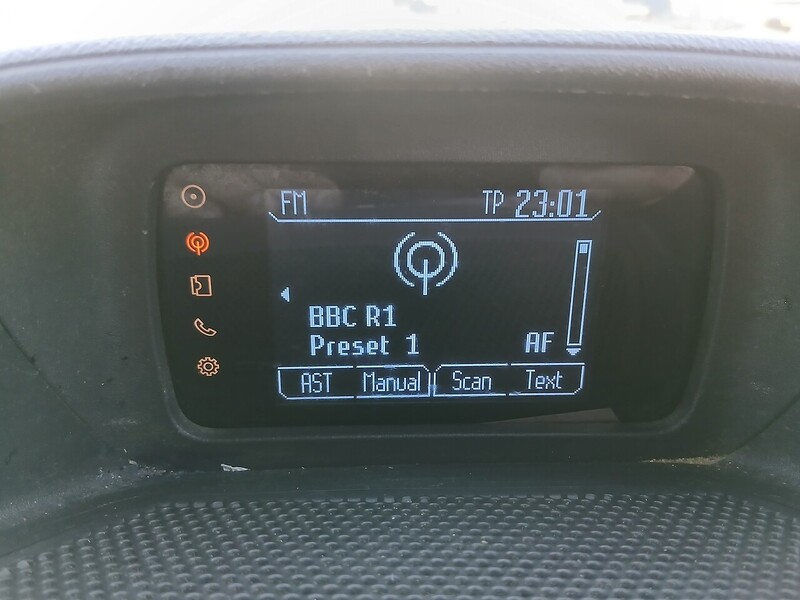 FM TP 23:01
BBC R1
Preset 1 AF
AST Manual Scan Text